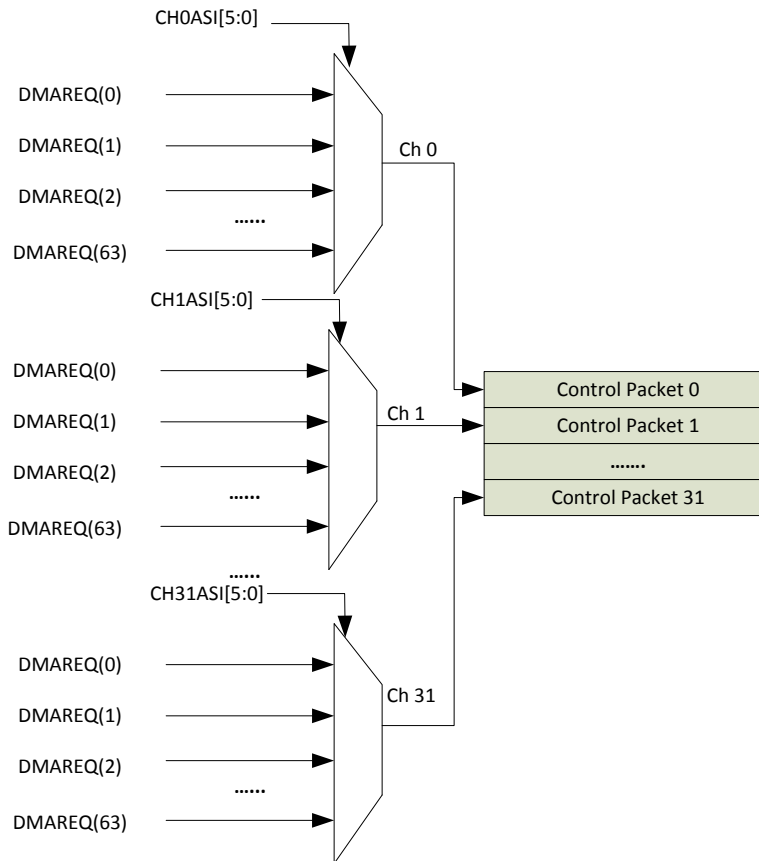 CH0ASI[5:0]
DMAREQ(0)
DMAREQ(1)
DMAREQ(2)
......
DMAREQ(63)
Ch 0
CH1ASI[5:0]
DMAREQ(0)
DMAREQ(1)
DMAREQ(2)
......
DMAREQ(63)
Ch 1
......
CH31ASI[5:0]
DMAREQ(0)
DMAREQ(1)
DMAREQ(2)
......
DMAREQ(63)
Ch 31
Control Packet 0
Control Packet 1
.......
Control Packet 31